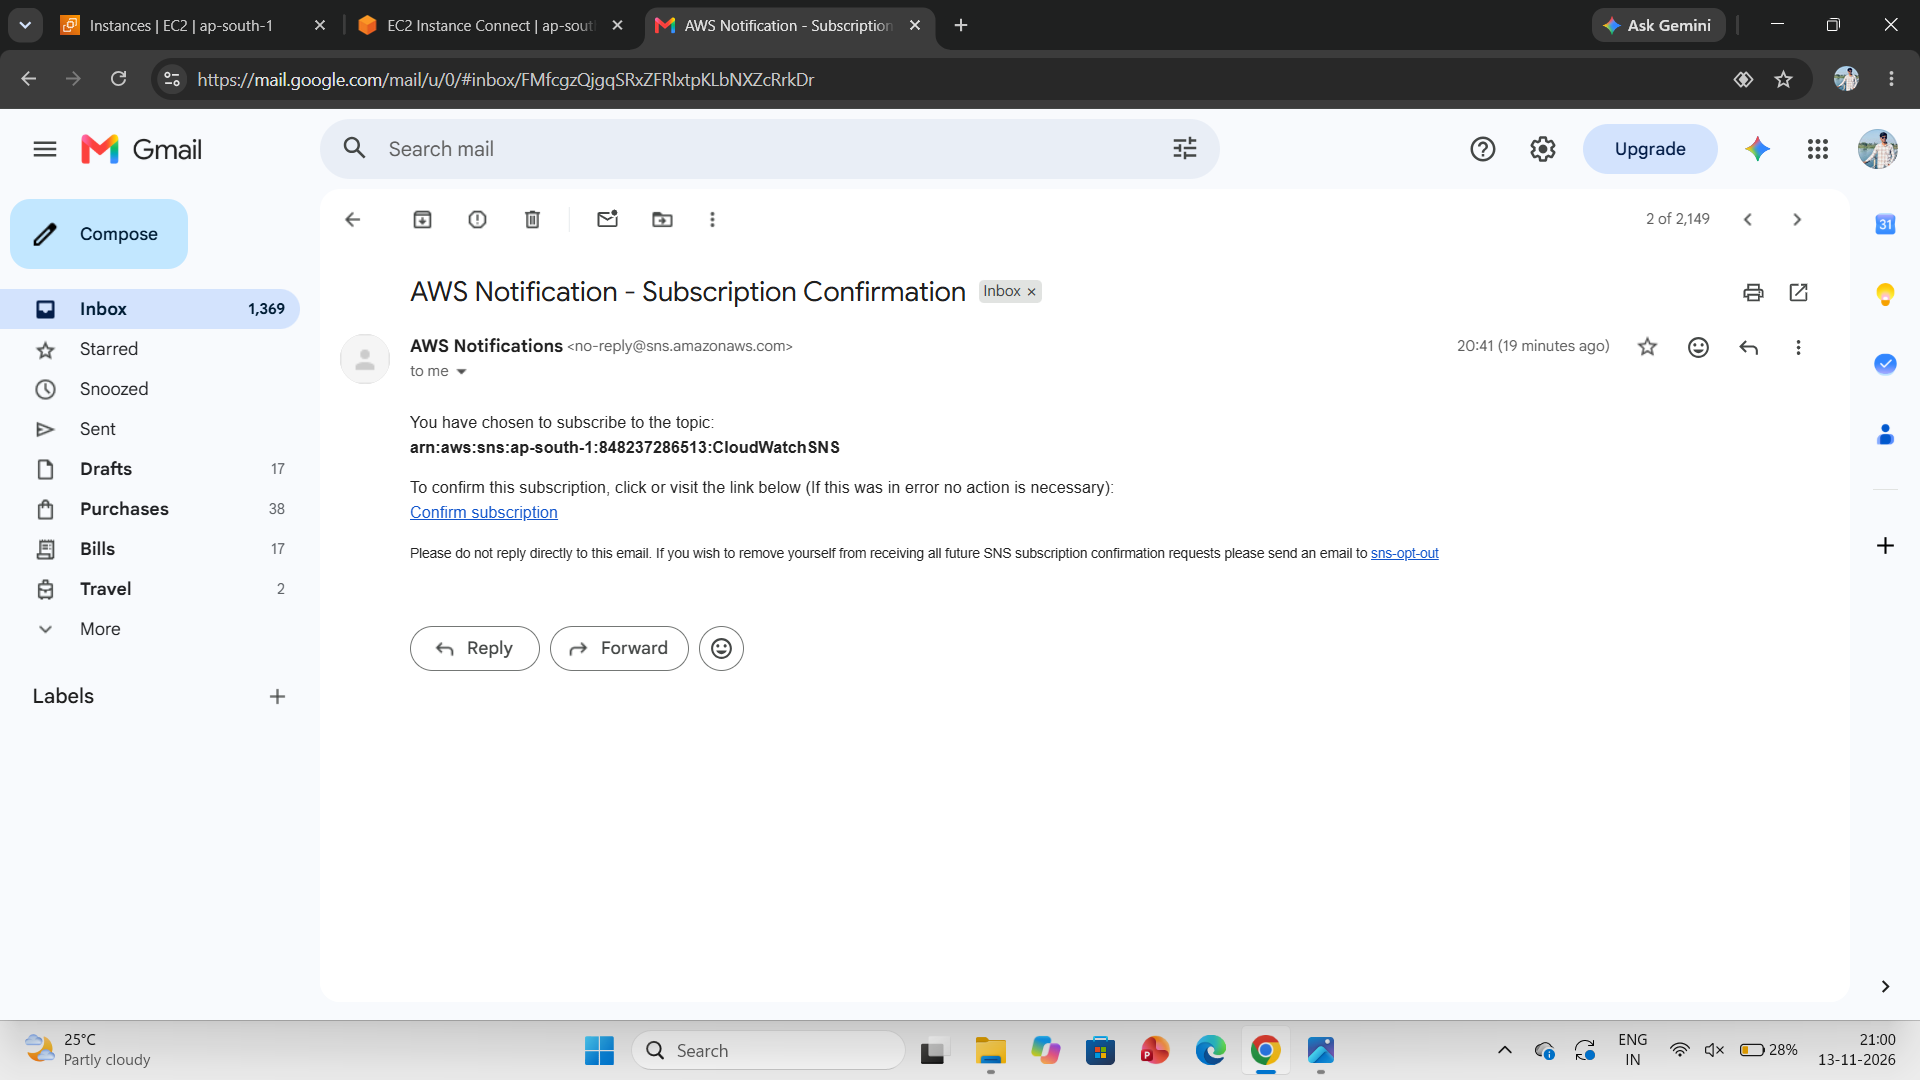 Instances | EC2 | ap-south-1
EC2 Instance Connect | ap-sout
AWS Notification - Subscription
Ask Gemini
https://mail.google.com/mail/u/0/#inbox/FMfcgzQjgqSRxZFRlxtpKLbNXZcRrkDr
Gmail
Search mail
Upgrade
Compose
2 of 2,149
Inbox 1,369
Starred
Snoozed
Sent
Drafts 17
Purchases 38
Bills 17
Travel 2
More
Labels
AWS Notification - Subscription Confirmation Inbox
AWS Notifications <no-reply@sns.amazonaws.com> 20:41 (19 minutes ago)
to me
You have chosen to subscribe to the topic:
arn:aws:sns:ap-south-1:848237286513:CloudWatchSNS
To confirm this subscription, click or visit the link below (If this was in error no action is necessary):
Confirm subscription
Please do not reply directly to this email. If you wish to remove yourself from receiving all future SNS subscription confirmation requests please send an email to sns-opt-out
Reply
Forward
31
25°C
Partly cloudy
Search
ENG
IN
28%
21:00
13-11-2026